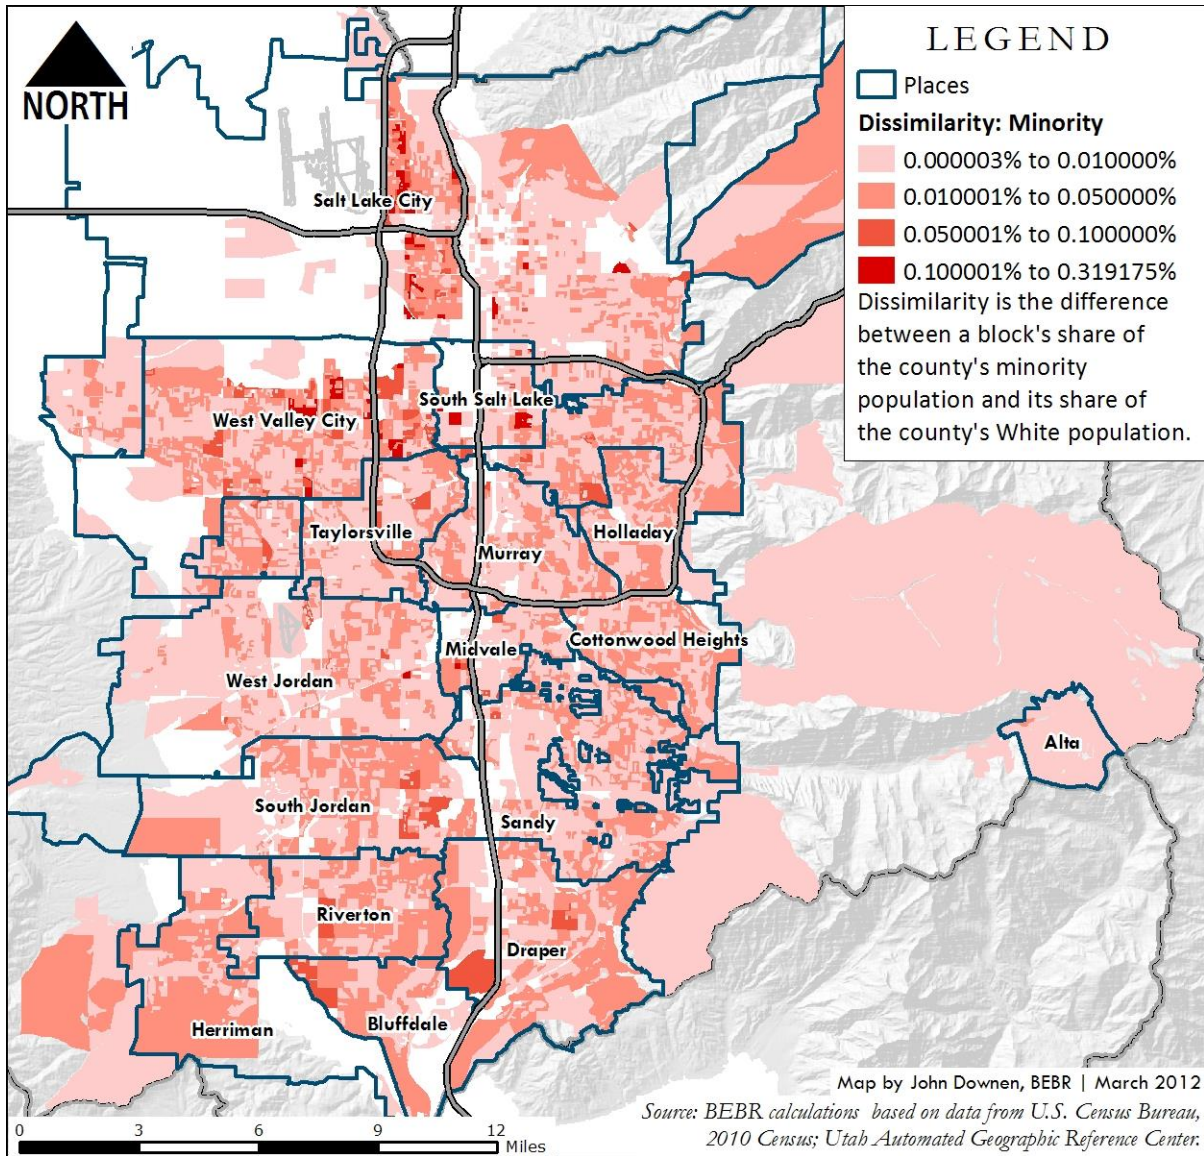 NORTH
LEGEND
Places
Dissimilarity: Minority
0.000003% to 0.010000%
0.010001% to 0.050000%
0.050001% to 0.100000%
0.100001% to 0.319175%
Dissimilarity is the difference
between a block's share of
the county's minority
population and its share of
the county's White population.
Salt Lake City
South Salt Lake
West Valley City
Taylorsville
Holladay
Murray
Cottonwood Heights
Midvale
West Jordan
Alta
South Jordan
Sandy
Riverton
Draper
Bluffdale
Herriman
Map by John Downen, BEBR | March 2012
Source: BEBR calculations based on data from U.S. Census Bureau,
2010 Census; Utah Automated Geographic Reference Center.
0 3 6 9 12
Miles